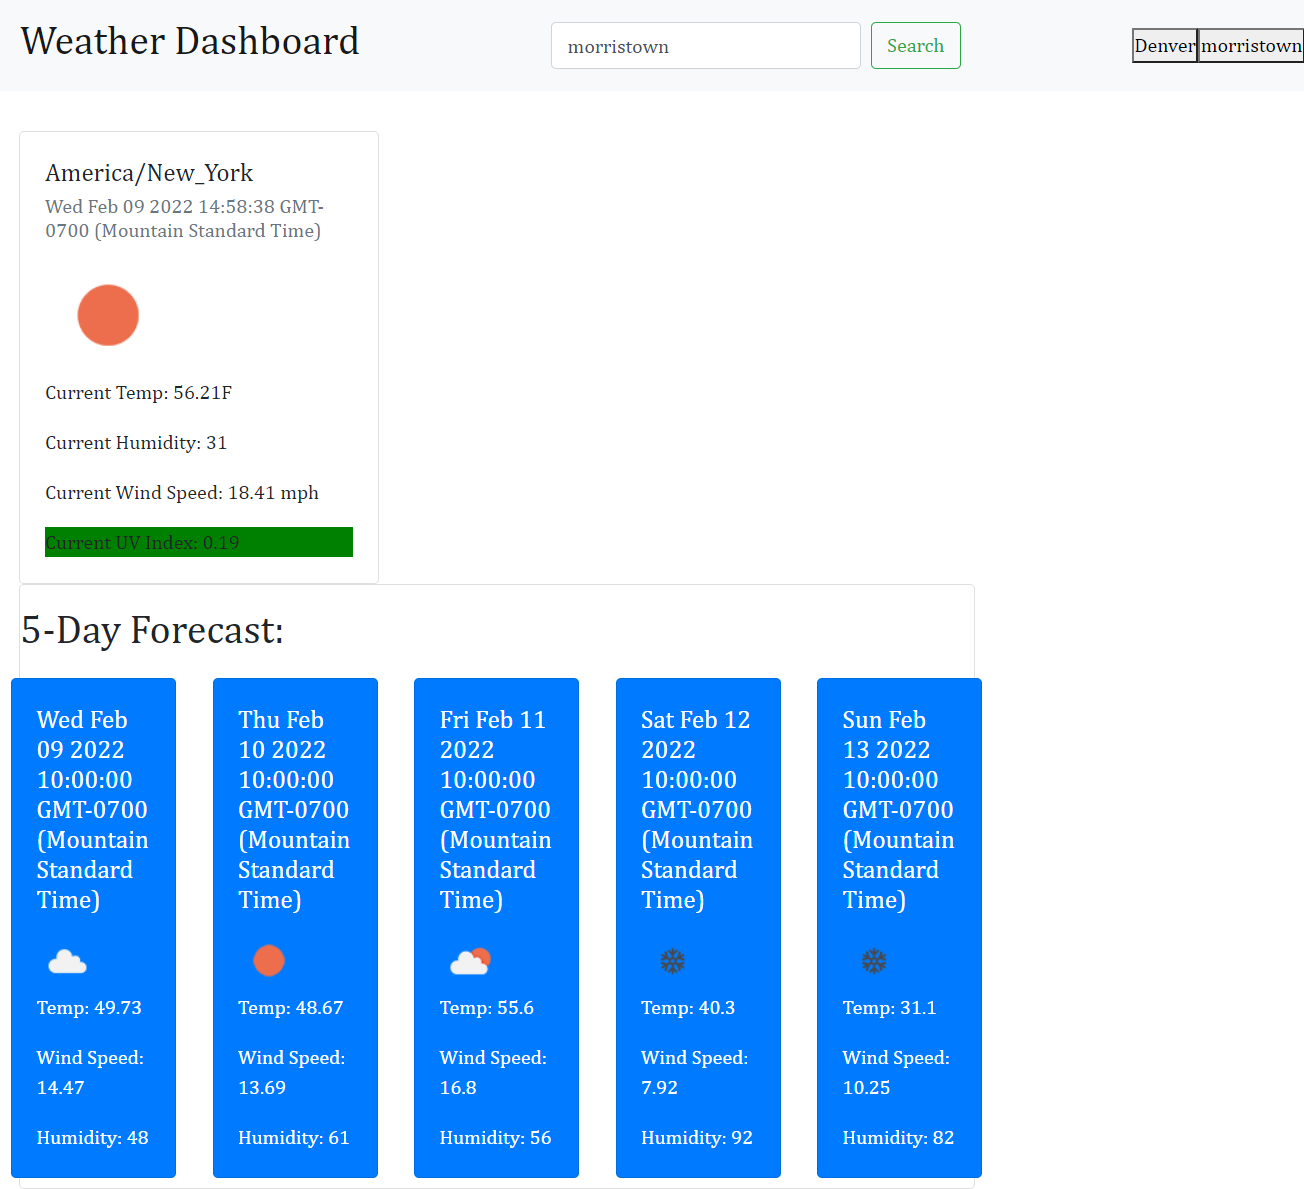 Weather Dashboard
morristown
Search
Denver
morristown
America/New_York
Wed Feb 09 2022 14:58:38 GMT-
0700 (Mountain Standard Time)
Current Temp: 56.21F
Current Humidity: 31
Current Wind Speed: 18.41 mph
Current UV Index: 0.19
5-Day Forecast:
Wed Feb
09 2022
10:00:00
GMT-0700
(Mountain
Standard
Time)
Temp: 49.73
Wind Speed:
14.47
Humidity: 48
Thu Feb
10 2022
10:00:00
GMT-0700
(Mountain
Standard
Time)
Temp: 48.67
Wind Speed:
13.69
Humidity: 61
Fri Feb 11
2022
10:00:00
GMT-0700
(Mountain
Standard
Time)
Temp: 55.6
Wind Speed:
16.8
Humidity: 56
Sat Feb 12
2022
10:00:00
GMT-0700
(Mountain
Standard
Time)
Temp: 40.3
Wind Speed:
7.92
Humidity: 92
Sun Feb
13 2022
10:00:00
GMT-0700
(Mountain
Standard
Time)
Temp: 31.1
Wind Speed:
10.25
Humidity: 82